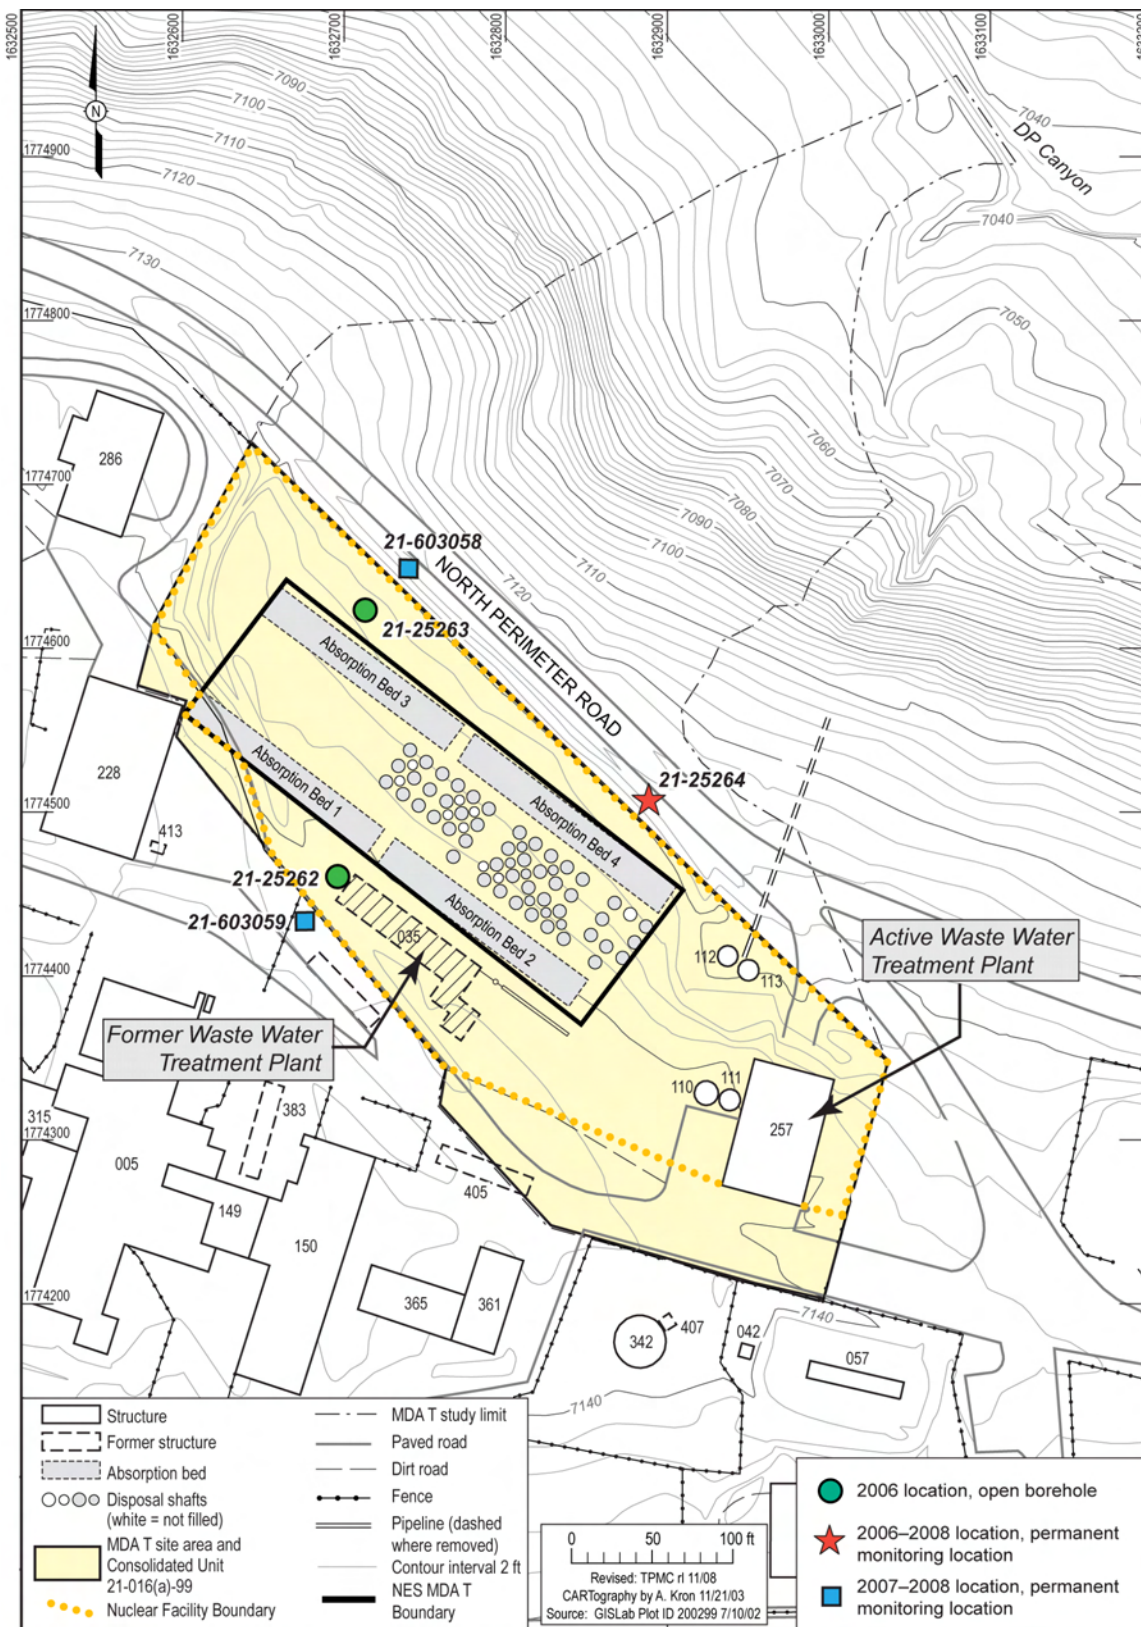 1632500
1632600
1632700
1632800
1632900
1633000
1633100
N
7090
7100
7110
7120
7130
7040
DP Canyon
7040
1774900
1774800
7050
7060
7070
7080
7090
7100
7110
7120
286
1774700
21-603058
NORTH PERIMETER ROAD
21-25263
1774600
Absorption Bed 3
228
Absorption Bed 1
21-25264
1774500
413
Absorption Bed 4
21-25262
21-603059
035
Absorption Bed 2
1774400
112
113
Active Waste Water
Treatment Plant
Former Waste Water
Treatment Plant
110
111
257
315
383
1774300
005
405
149
150
1774200
365
361
342
407
042
7140
057
7140
Structure
Former structure
Absorption bed
Disposal shafts
(white = not filled)
MDA T site area and
Consolidated Unit
21-016(a)-99
Nuclear Facility Boundary
MDA T study limit
Paved road
Dirt road
Fence
Pipeline (dashed
where removed)
Contour interval 2 ft
NES MDA T
Boundary
0 50 100 ft
Revised: TPMC rl 11/08
CARTography by A. Kron 11/21/03
Source: GISLab Plot ID 200299 7/10/02
2006 location, open borehole
2006–2008 location, permanent
monitoring location
2007–2008 location, permanent
monitoring location